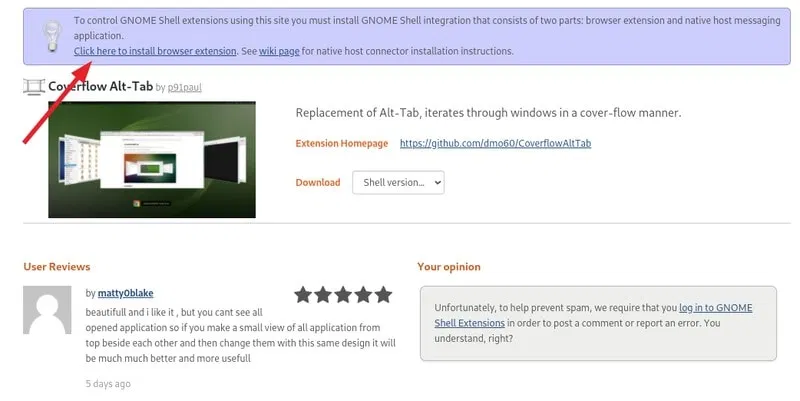 To control GNOME Shell extensions using this site you must install GNOME Shell integration that consists of two parts: browser extension and native host messaging
application.
Click here to install browser extension. See wiki page for native host connector installation instructions.
Coverflow Alt-Tab by p91paul
Replacement of Alt-Tab, iterates through windows in a cover-flow manner.
Extension Homepage https://github.com/dmo60/CoverflowAltTab
Download Shell version...
User Reviews
by matty0blake
beautifull and i like it , but you cant see all
opened application so if you make a small view of all application from
top beside each other and then change them with this same design it will
be much much better and more usefull
5 days ago
Your opinion
Unfortunately, to help prevent spam, we require that you log in to GNOME
Shell Extensions in order to post a comment or report an error. You
understand, right?